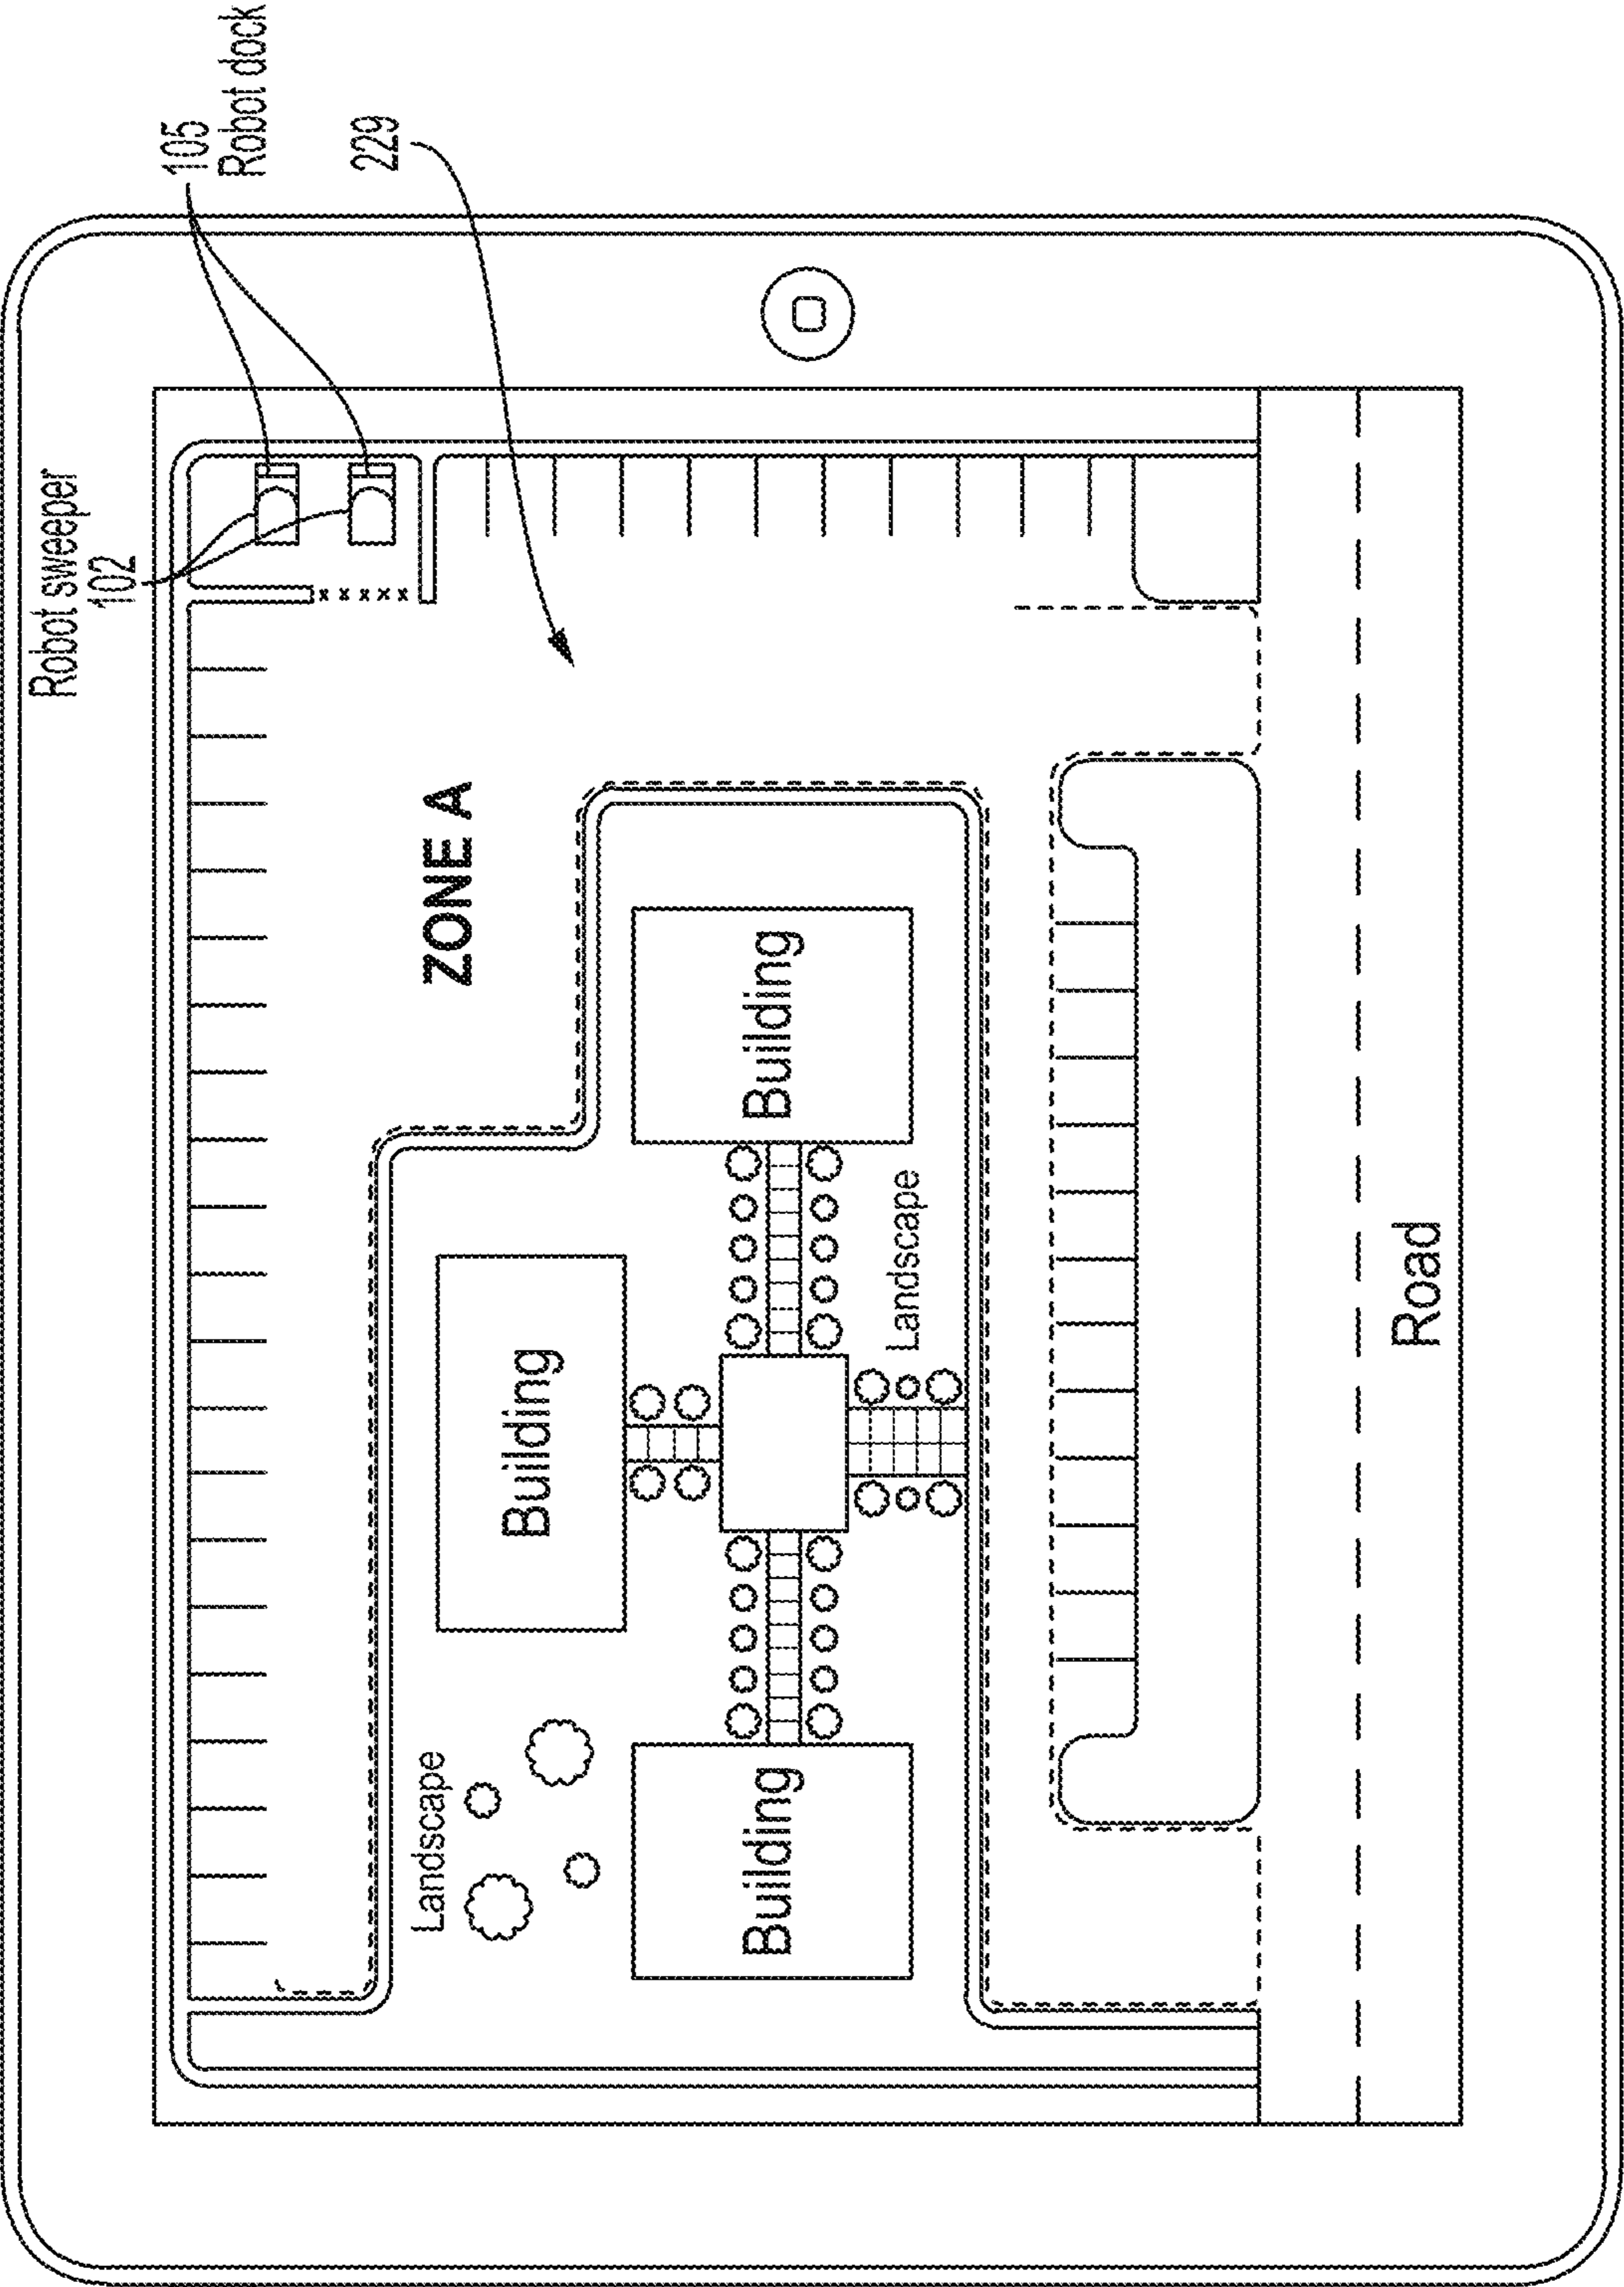 Robot sweeper
102
105
Robot dock
229
ZONE A
Building
Building
Building
Landscape
Landscape
Road